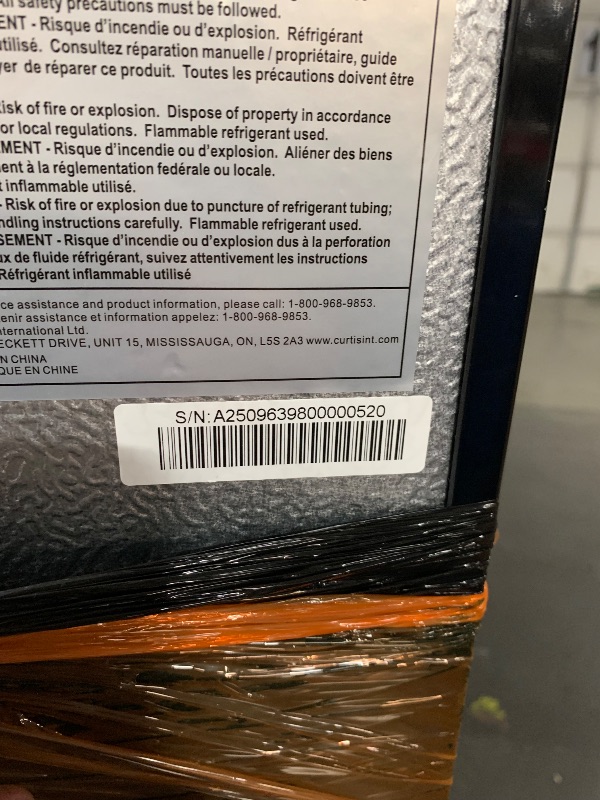 All safety precautions must be followed.
ENT - Risque d'incendie ou d'explosion. Réfrigérant
utilisé. Consultez réparation manuelle / propriétaire, guide
yer de réparer ce produit. Toutes les précautions doivent être
isk of fire or explosion. Dispose of property in accordance
or local regulations. Flammable refrigerant used.
EMENT - Risque d'incendie ou d'explosion. Aliéner des biens
ent à la réglementation fedérale ou locale.
t inflammable utilisé.
- Risk of fire or explosion due to puncture of refrigerant tubing;
ndling instructions carefully. Flammable refrigerant used.
SEMENT - Risque d'incendie ou d'explosion dus à la perforation
ux de fluide réfrigérant, suivez attentivement les instructions
Réfrigérant inflammable utilisé
ce assistance and product information, please call: 1-800-968-9853.
enir assistance et information appelez: 1-800-968-9853.
nternational Ltd.
ECKETT DRIVE, UNIT 15, MISSISSAUGA, ON, L5S 2A3 www.curtisint.com
N CHINA
QUE EN CHINE
S/N: A2509639800000520